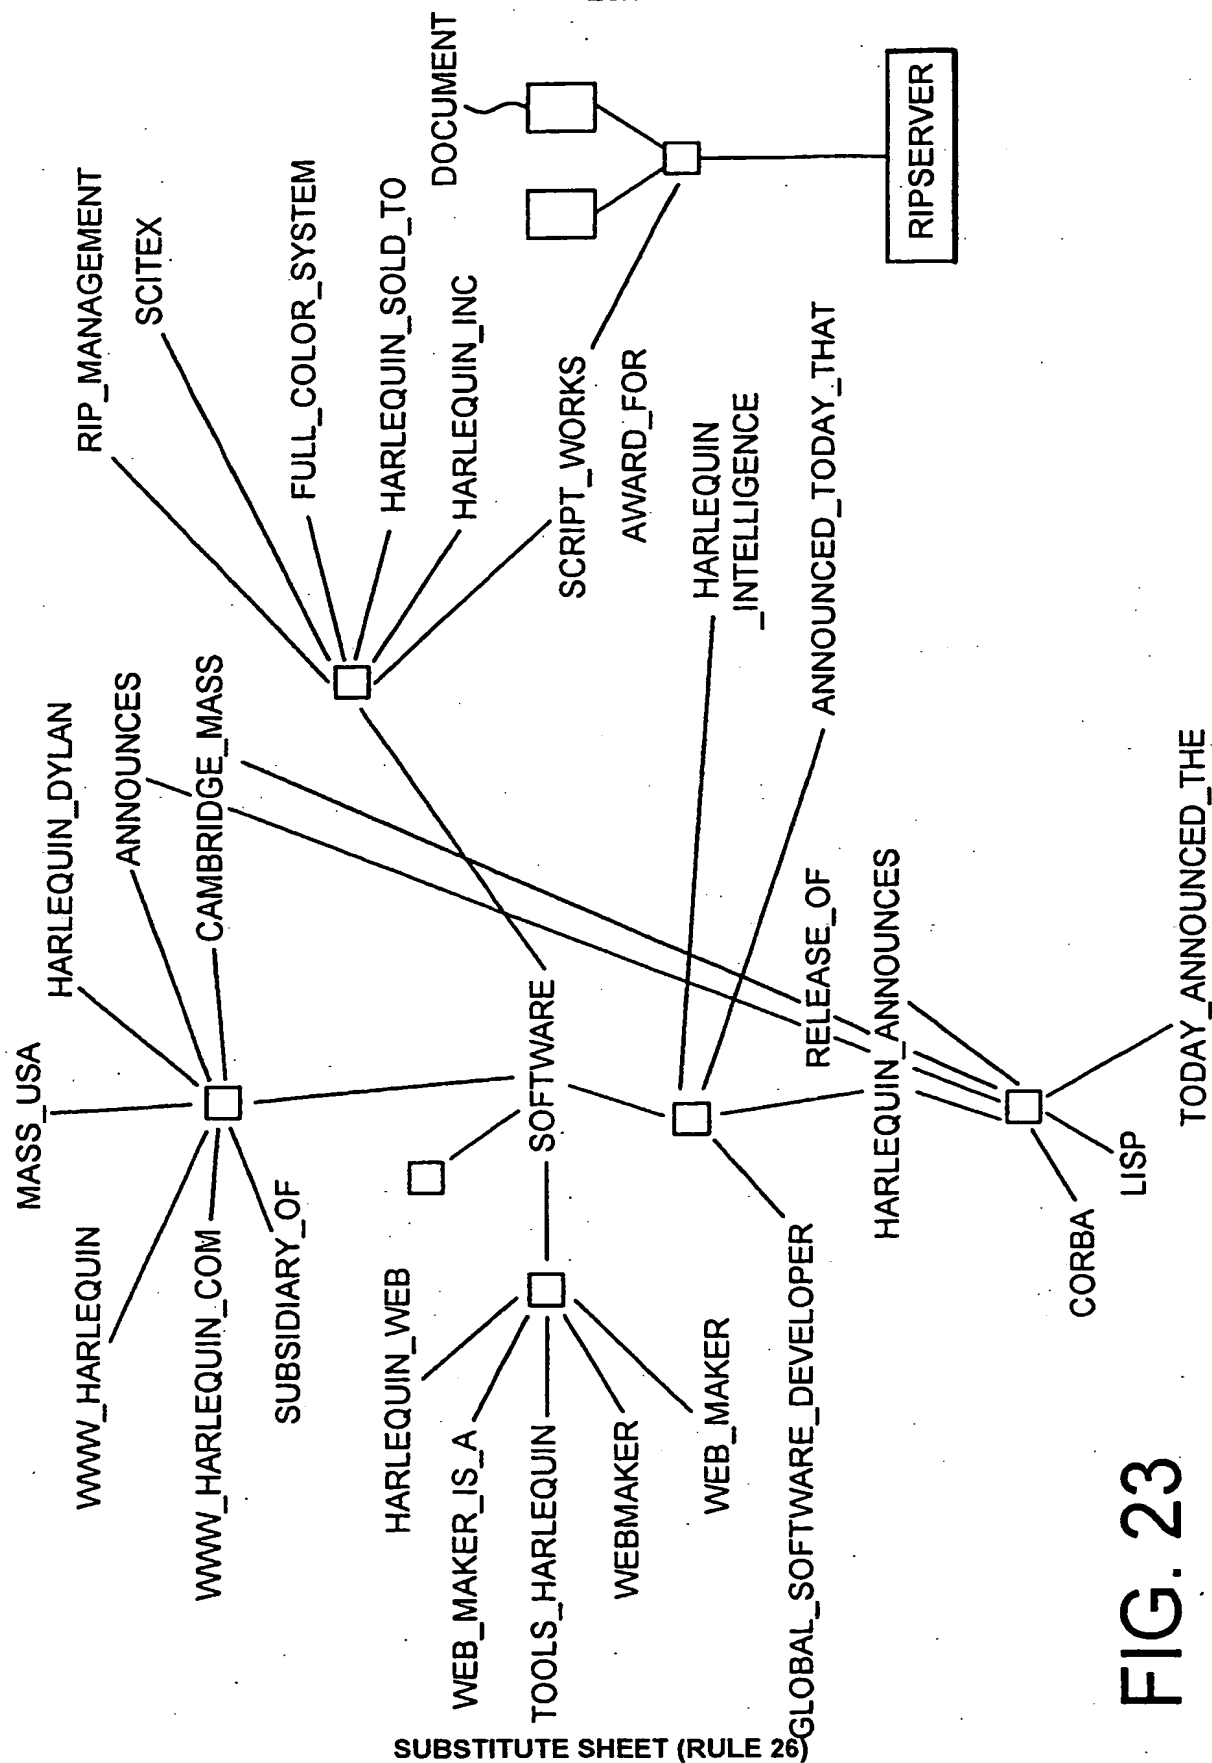 MASS_USA
HARLEQUIN_DYLAN
ANNOUNCES
CAMBRIDGE_MASS
WWW_HARLEQUIN
WWW_HARLEQUIN_COM
SUBSIDIARY_OF
RIP_MANAGEMENT
SCITEX
FULL_COLOR_SYSTEM
HARLEQUIN_SOLD_TO
HARLEQUIN_INC
SCRIPT_WORKS
AWARD_FOR
DOCUMENT
RIPSERVER
SOFTWARE
HARLEQUIN_WEB
WEB_MAKER_IS_A
TOOLS_HARLEQUIN
WEBMAKER
WEB_MAKER
GLOBAL_SOFTWARE_DEVELOPER
HARLEQUIN
_INTELLIGENCE
ANNOUNCED_TODAY_THAT
RELEASE_OF
HARLEQUIN_ANNOUNCES
CORBA
LISP
TODAY_ANNOUNCED_THE
FIG. 23
SUBSTITUTE SHEET (RULE 26)